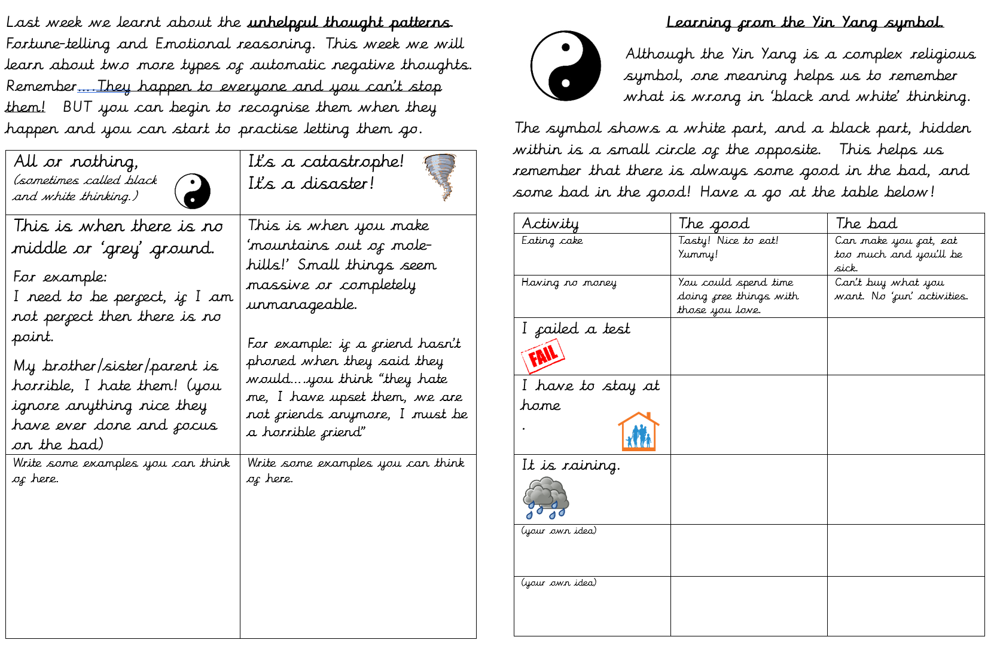 Last week we learnt about the unhelpful thought patterns.
Fortune-telling and Emotional reasoning. This week we will
learn about two more types of automatic negative thoughts.
Remember....They happen to everyone and you can't stop
them! BUT you can begin to recognise them when they
happen and you can start to practise letting them go.
All or nothing,
(sometimes called black
and white thinking.)
It's a catastrophe!
It's a disaster!
This is when there is no
middle or 'grey' ground.
For example:
I need to be perfect, if I am
not perfect then there is no
point.
My brother/sister/parent is
horrible, I hate them! (you
ignore anything nice they
have ever done and focus
on the bad)
This is when you make
'mountains out of mole-
hills!' Small things seem
massive or completely
unmanageable.
For example: if a friend hasn't
phoned when they said they
would....you think "they hate
me, I have upset them, we are
not friends anymore, I must be
a horrible friend"
Write some examples you can think
of here.
Write some examples you can think
of here.
Learning from the Yin Yang symbol.
Although the Yin Yang is a complex religious
symbol, one meaning helps us to remember
what is wrong in 'black and white' thinking.
The symbol shows a white part, and a black part, hidden
within is a small circle of the opposite. This helps us
remember that there is always some good in the bad, and
some bad in the good! Have a go at the table below!
Activity
The good
The bad
Eating cake
Tasty! Nice to eat!
Yummy!
Can make you fat, eat
too much and you'll be
sick.
Having no money
You could spend time
doing free things with
those you love.
Can't buy what you
want. No 'fun' activities.
I failed a test
FAIL
I have to stay at
home
.
It is raining.
(your own idea)
(your own idea)